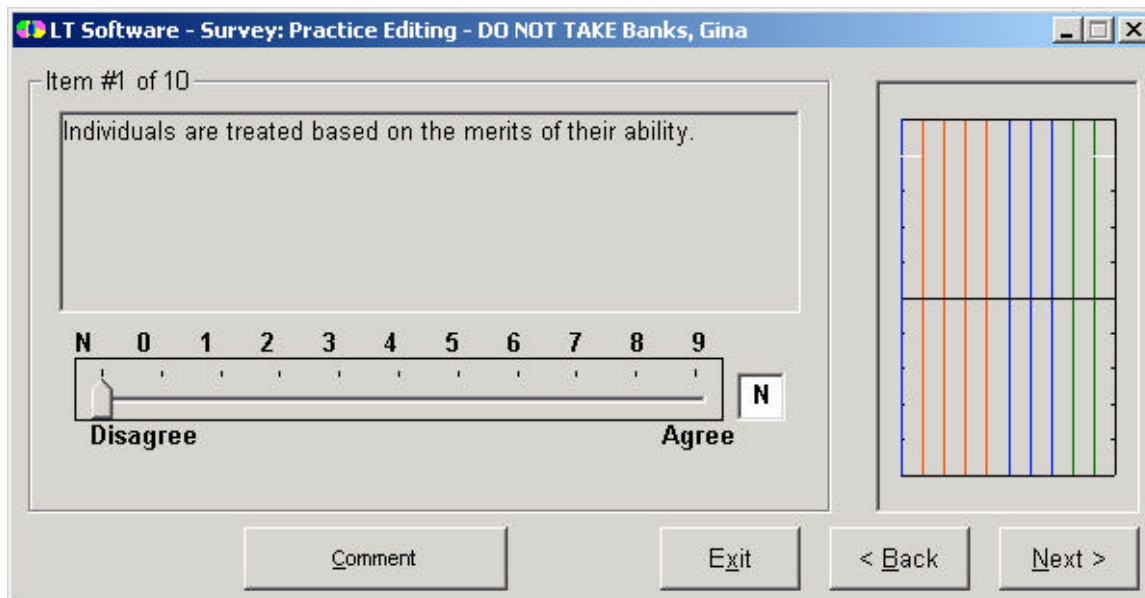 LT Software - Survey: Practice Editing - DO NOT TAKE Banks, Gina
Item #1 of 10
Individuals are treated based on the merits of their ability.
N 0 1 2 3 4 5 6 7 8 9
N
Disagree Agree
Comment Exit < Back Next >